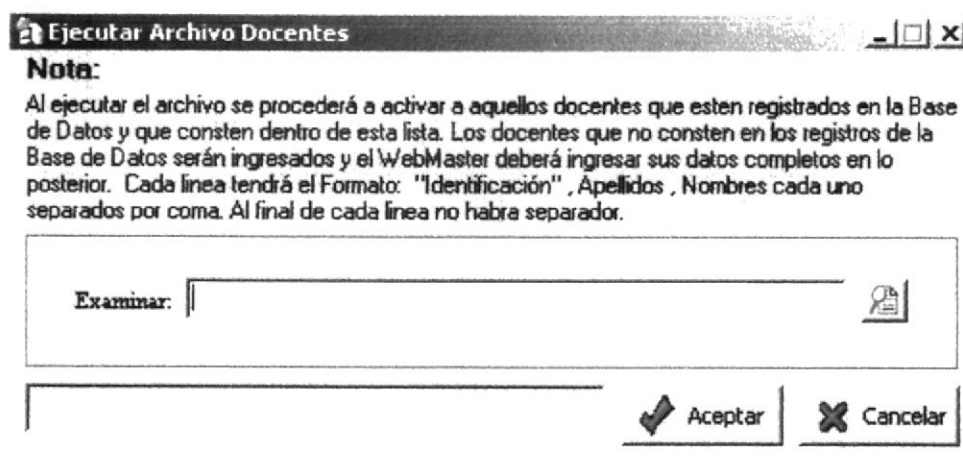 Ejecutar Archivo Docentes
Nota:
Al ejecutar el archivo se procederá a activar a aquellos docentes que esten registrados en la Base
de Datos y que consten dentro de esta lista. Los docentes que no consten en los registros de la
Base de Datos serán ingresados y el WebMaster deberá ingresar sus datos completos en lo
posterior. Cada linea tendrá el Formato: "Identificación" , Apellidos , Nombres cada uno
separados por coma. Al final de cada linea no habra separador.
Examinar:
Aceptar Cancelar